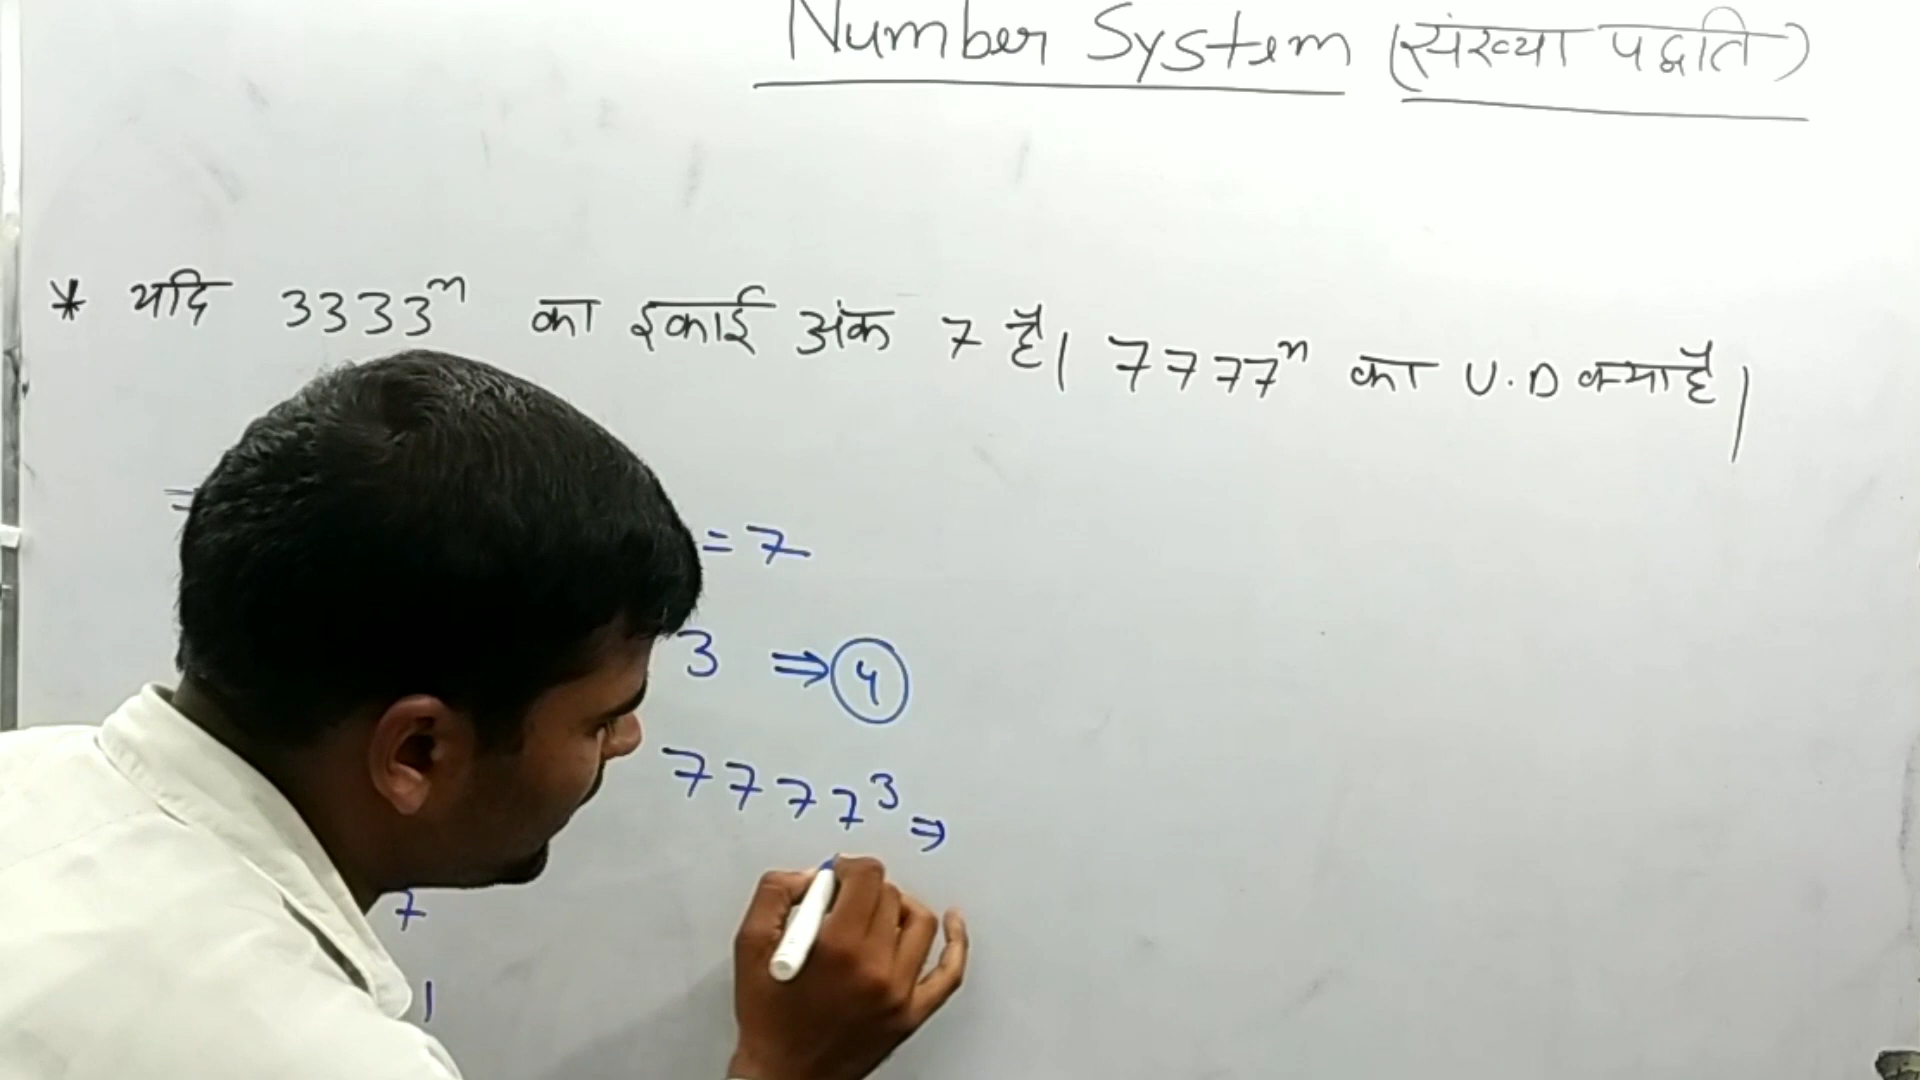 Number System (संख्या पद्धति)
* यदि 3333ⁿ का इकाई अंक 7 है। 7777ⁿ का U.D क्या है।
=
= 7
3 ⇒ 4
7777³ ⇒
7
1